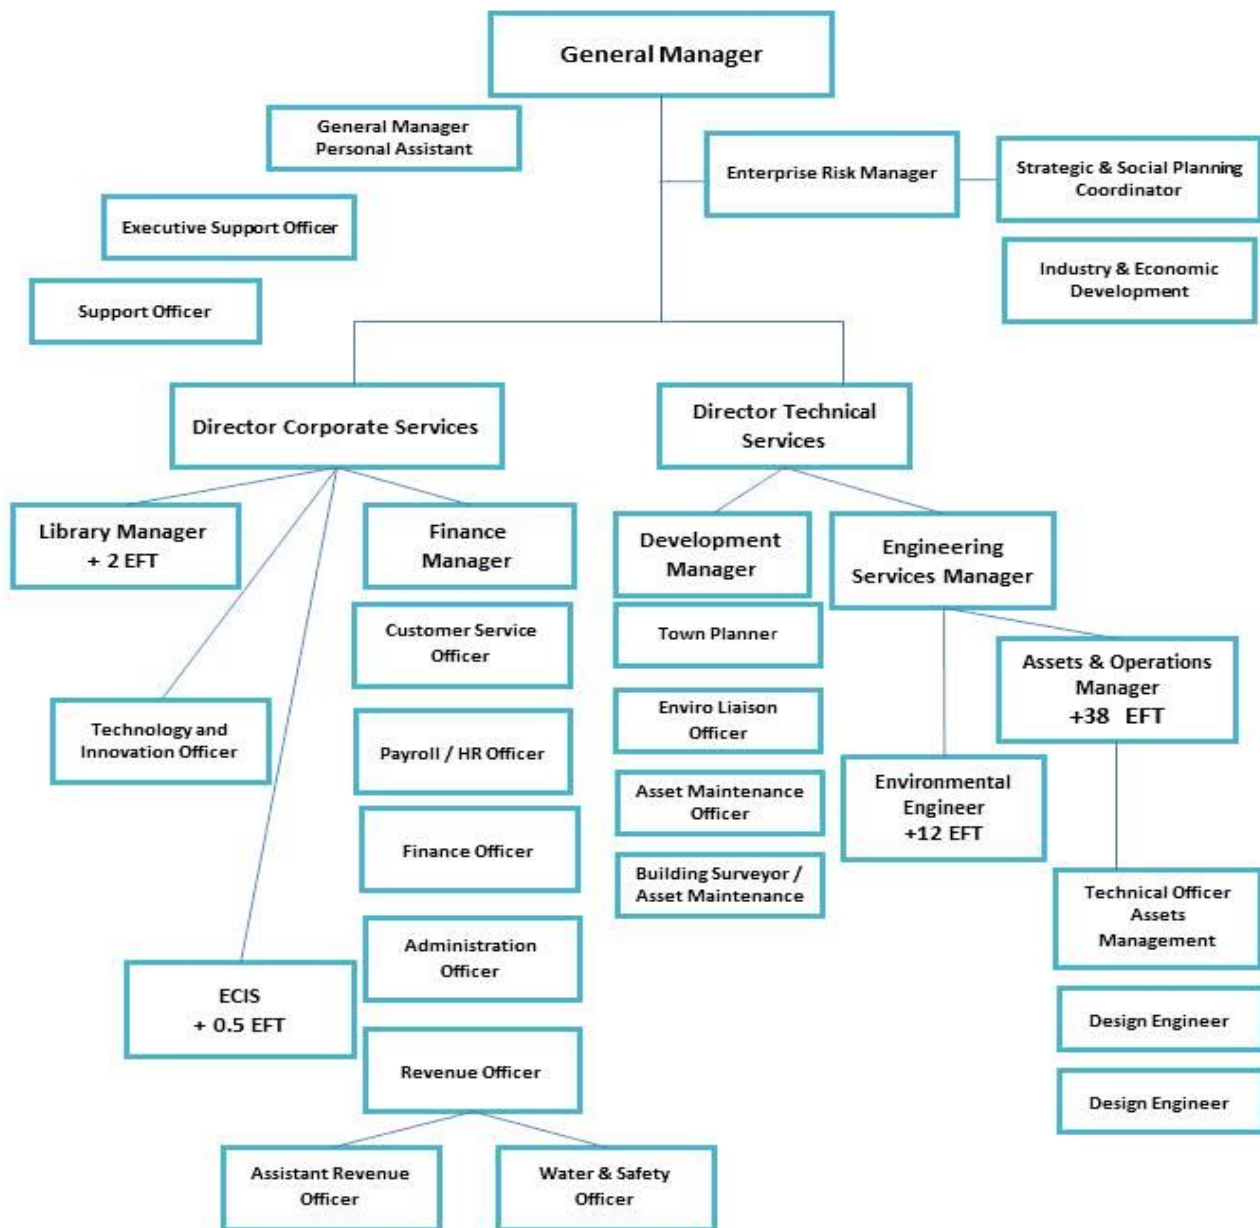 General Manager
General Manager
Personal Assistant
Enterprise Risk Manager
Strategic & Social Planning
Coordinator
Executive Support Officer
Industry & Economic
Development
Support Officer
Director Corporate Services
Director Technical
Services
Library Manager
+ 2 EFT
Finance
Manager
Development
Manager
Engineering
Services Manager
Customer Service
Officer
Town Planner
Assets & Operations
Manager
+38 EFT
Technology and
Innovation Officer
Payroll / HR Officer
Enviro Liaison
Officer
Environmental
Engineer
+12 EFT
Finance Officer
Asset Maintenance
Officer
Building Surveyor /
Asset Maintenance
Technical Officer
Assets
Management
Administration
Officer
ECIS
+ 0.5 EFT
Design Engineer
Revenue Officer
Design Engineer
Assistant Revenue
Officer
Water & Safety
Officer